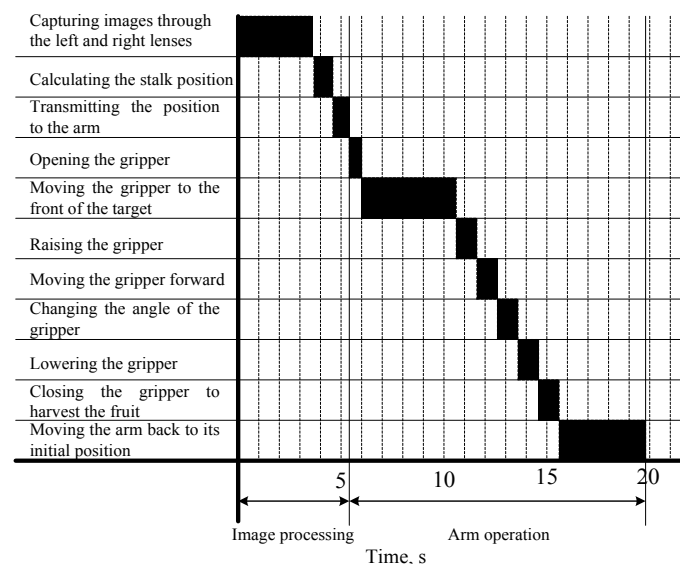 Capturing images through
the left and right lenses
Calculating the stalk position
Transmitting the position
to the arm
Opening the gripper
Moving the gripper to the
front of the target
Raising the gripper
Moving the gripper forward
Changing the angle of the
gripper
Lowering the gripper
Closing the gripper to
harvest the fruit
Moving the arm back to its
initial position
5 10 15 20
Image processing Arm operation
Time, s